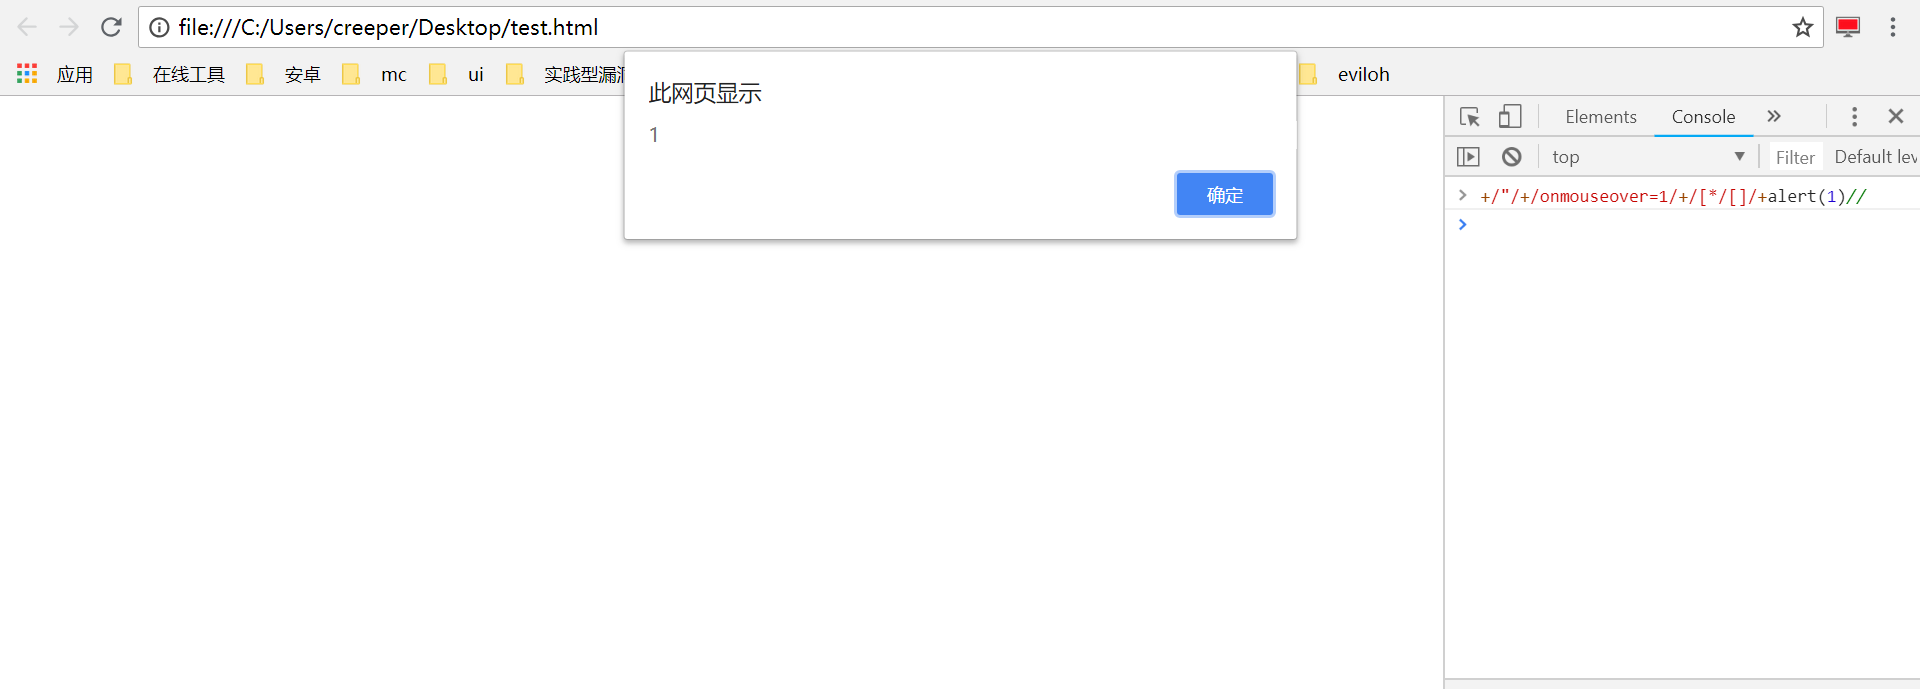 file:///C:/Users/creeper/Desktop/test.html
应用 在线工具 安卓 mc ui 实践型漏洞 eviloh
此网页显示
1
确定
Elements Console
top Filter Default lev
+/"/+/onmouseover=1/+/[*/[]/+alert(1)//